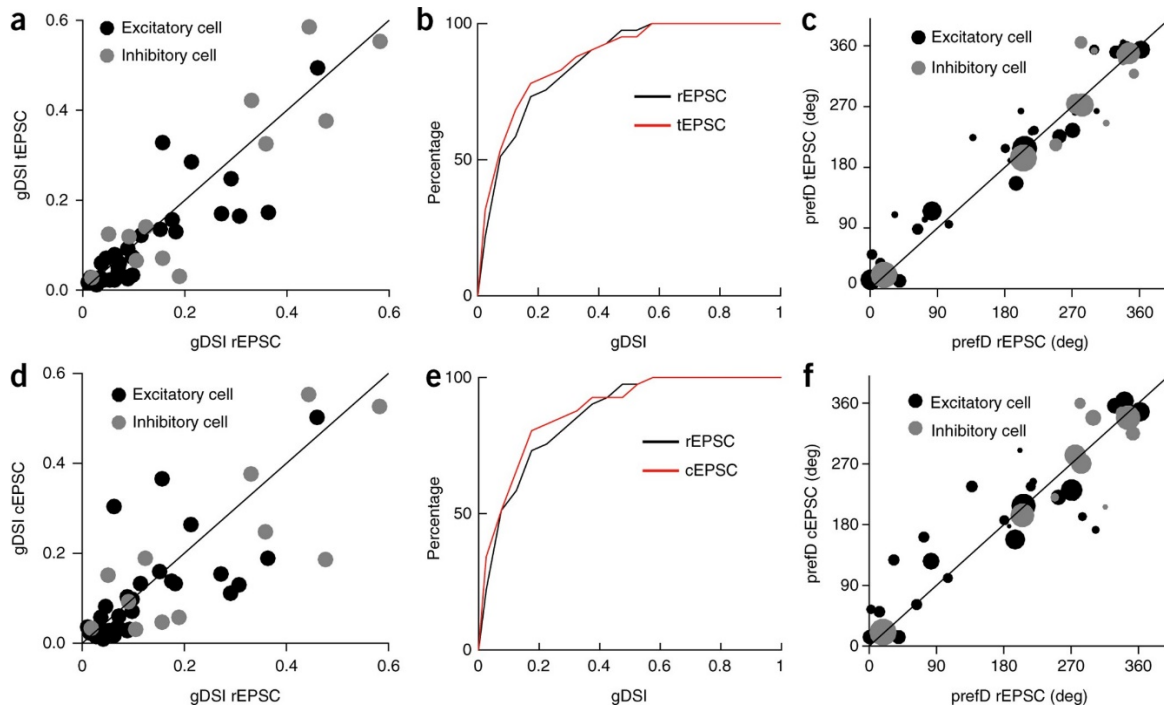 a
Excitatory cell
Inhibitory cell
gDSI tEPSC
0.6
0.4
0.2
0.0
0.0 0.2 0.4 0.6
gDSI rEPSC
b
Percentage
100
50
0
rEPSC
tEPSC
0 0.2 0.4 0.6 0.8 1
gDSI
c
Excitatory cell
Inhibitory cell
prefD tEPSC (deg)
360
270
180
90
0
0 90 180 270 360
prefD rEPSC (deg)
d
Excitatory cell
Inhibitory cell
gDSI cEPSC
0.6
0.4
0.2
0.0
0.0 0.2 0.4 0.6
gDSI rEPSC
e
Percentage
100
50
0
rEPSC
cEPSC
0 0.2 0.4 0.6 0.8 1
gDSI
f
Excitatory cell
Inhibitory cell
prefD cEPSC (deg)
360
270
180
90
0
0 90 180 270 360
prefD rEPSC (deg)